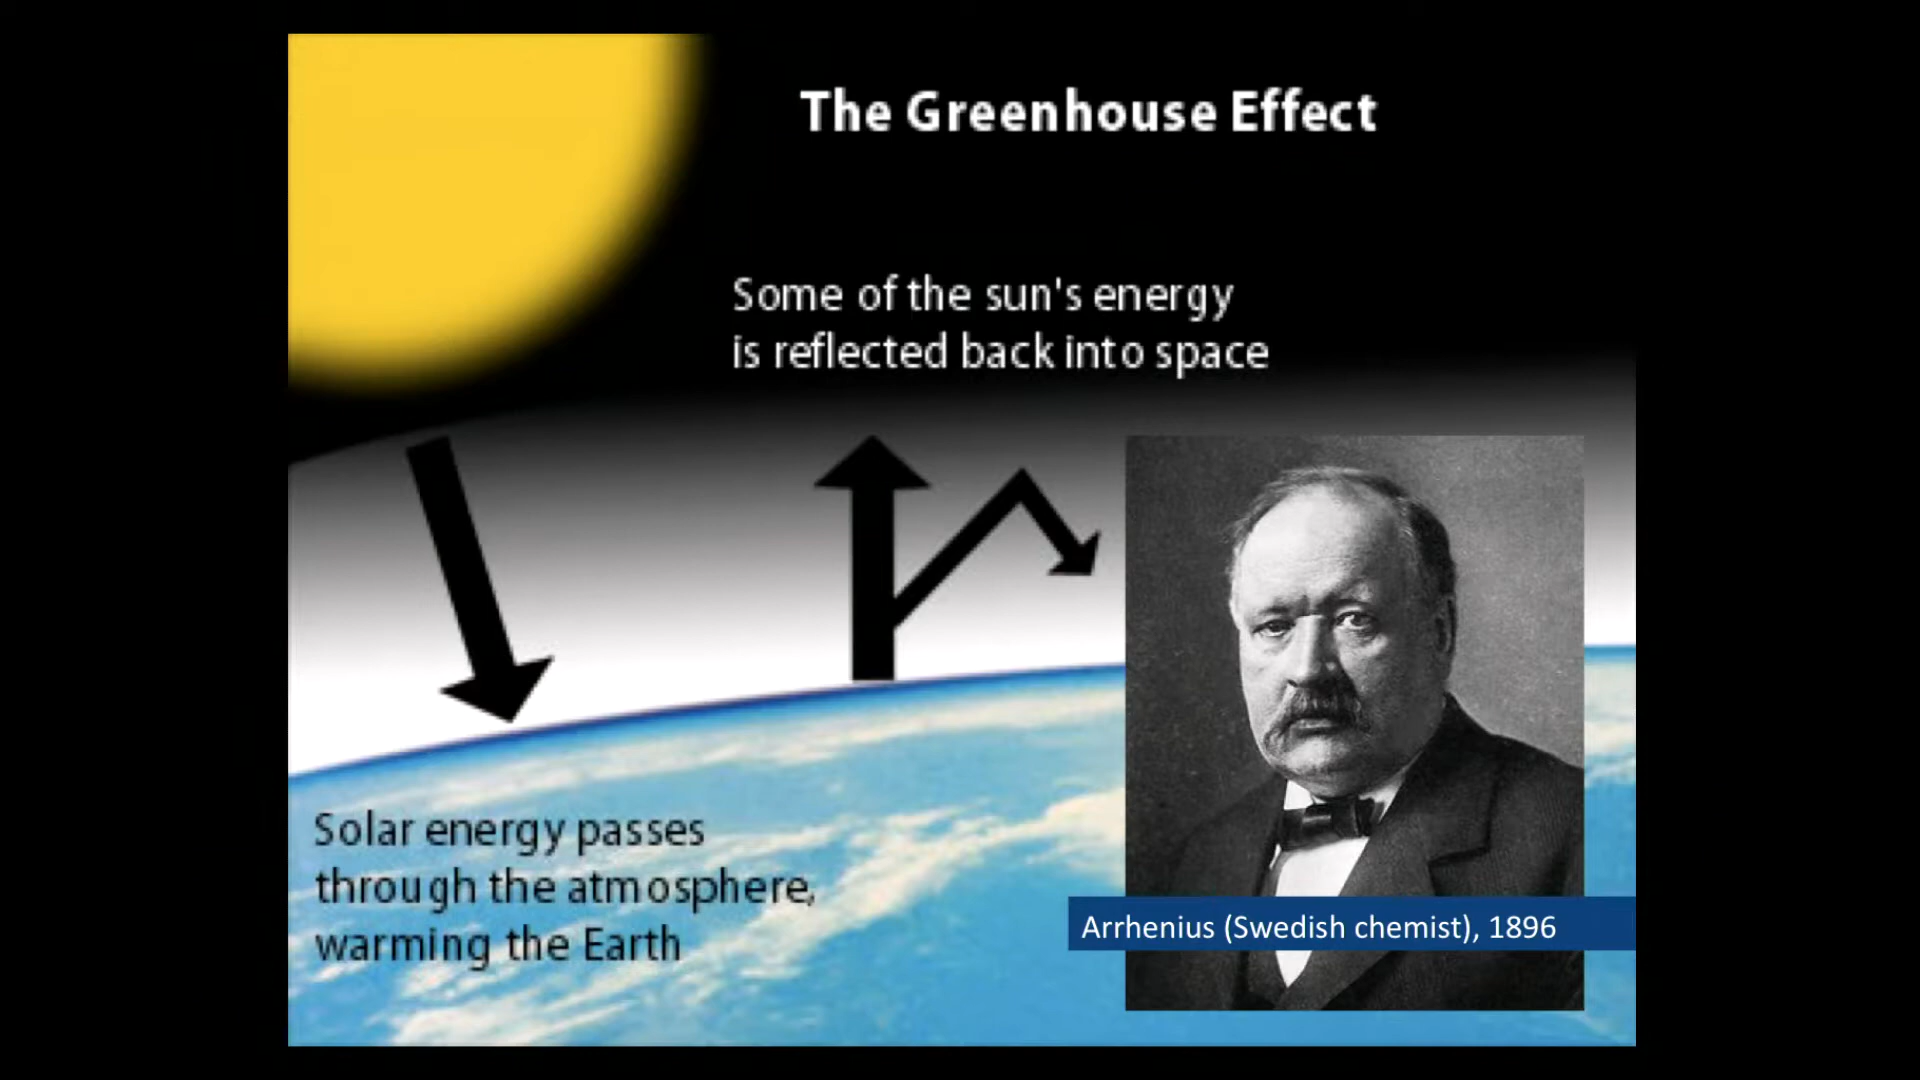 The Greenhouse Effect
Some of the sun's energy
is reflected back into space
Solar energy passes
through the atmosphere,
warming the Earth
Arrhenius (Swedish chemist), 1896